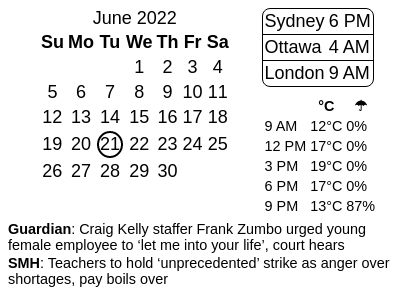 June 2022
Su Mo Tu We Th Fr Sa
1 2 3 4
5 6 7 8 9 10 11
12 13 14 15 16 17 18
19 20 21 22 23 24 25
26 27 28 29 30
Sydney 6 PM
Ottawa 4 AM
London 9 AM
°C ☂
9 AM 12°C 0%
12 PM 17°C 0%
3 PM 19°C 0%
6 PM 17°C 0%
9 PM 13°C 87%
Guardian: Craig Kelly staffer Frank Zumbo urged young
female employee to ‘let me into your life’, court hears
SMH: Teachers to hold ‘unprecedented’ strike as anger over
shortages, pay boils over